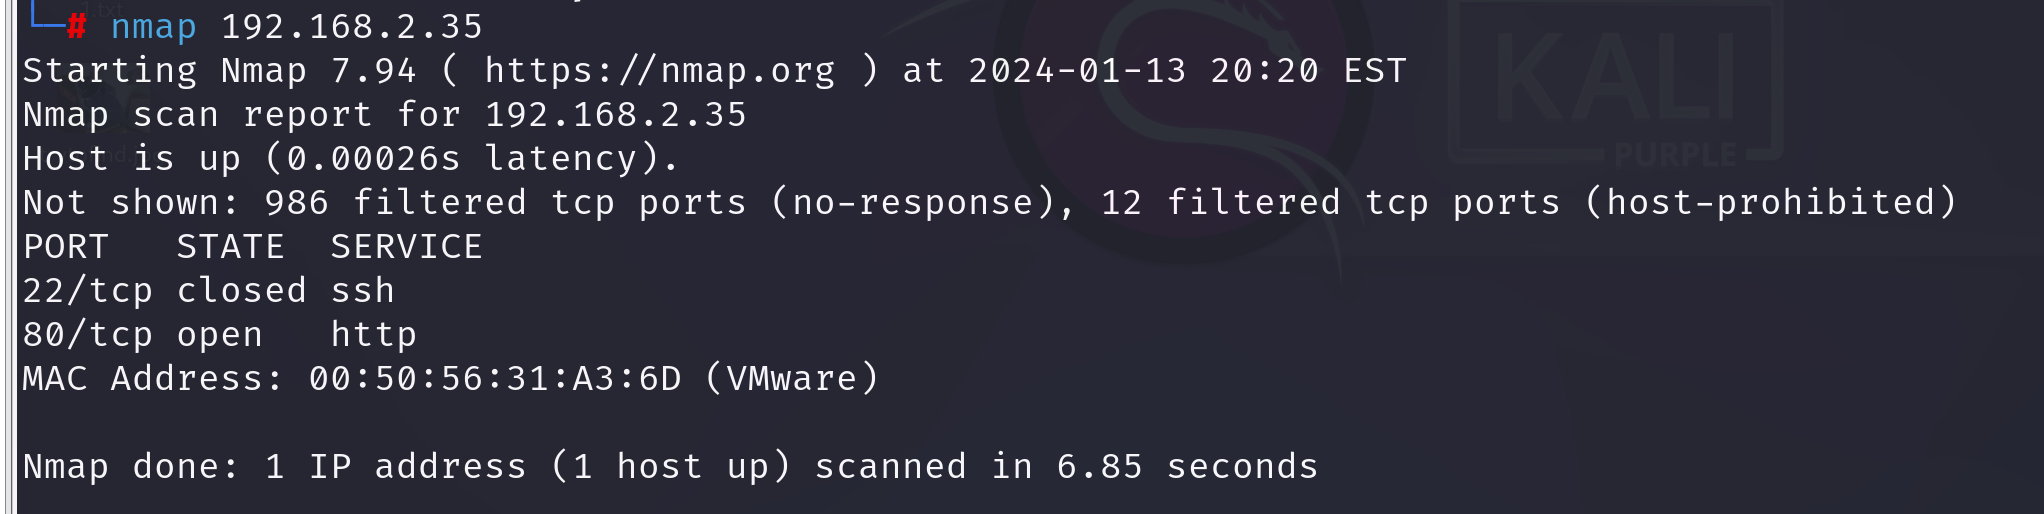 1.txt
└─# nmap 192.168.2.35
Starting Nmap 7.94 ( https://nmap.org ) at 2024-01-13 20:20 EST
Nmap scan report for 192.168.2.35
Host is up (0.00026s latency).
Not shown: 986 filtered tcp ports (no-response), 12 filtered tcp ports (host-prohibited)
PORT   STATE  SERVICE
22/tcp closed ssh
80/tcp open   http
MAC Address: 00:50:56:31:A3:6D (VMware)
Nmap done: 1 IP address (1 host up) scanned in 6.85 seconds
KALI
PURPLE